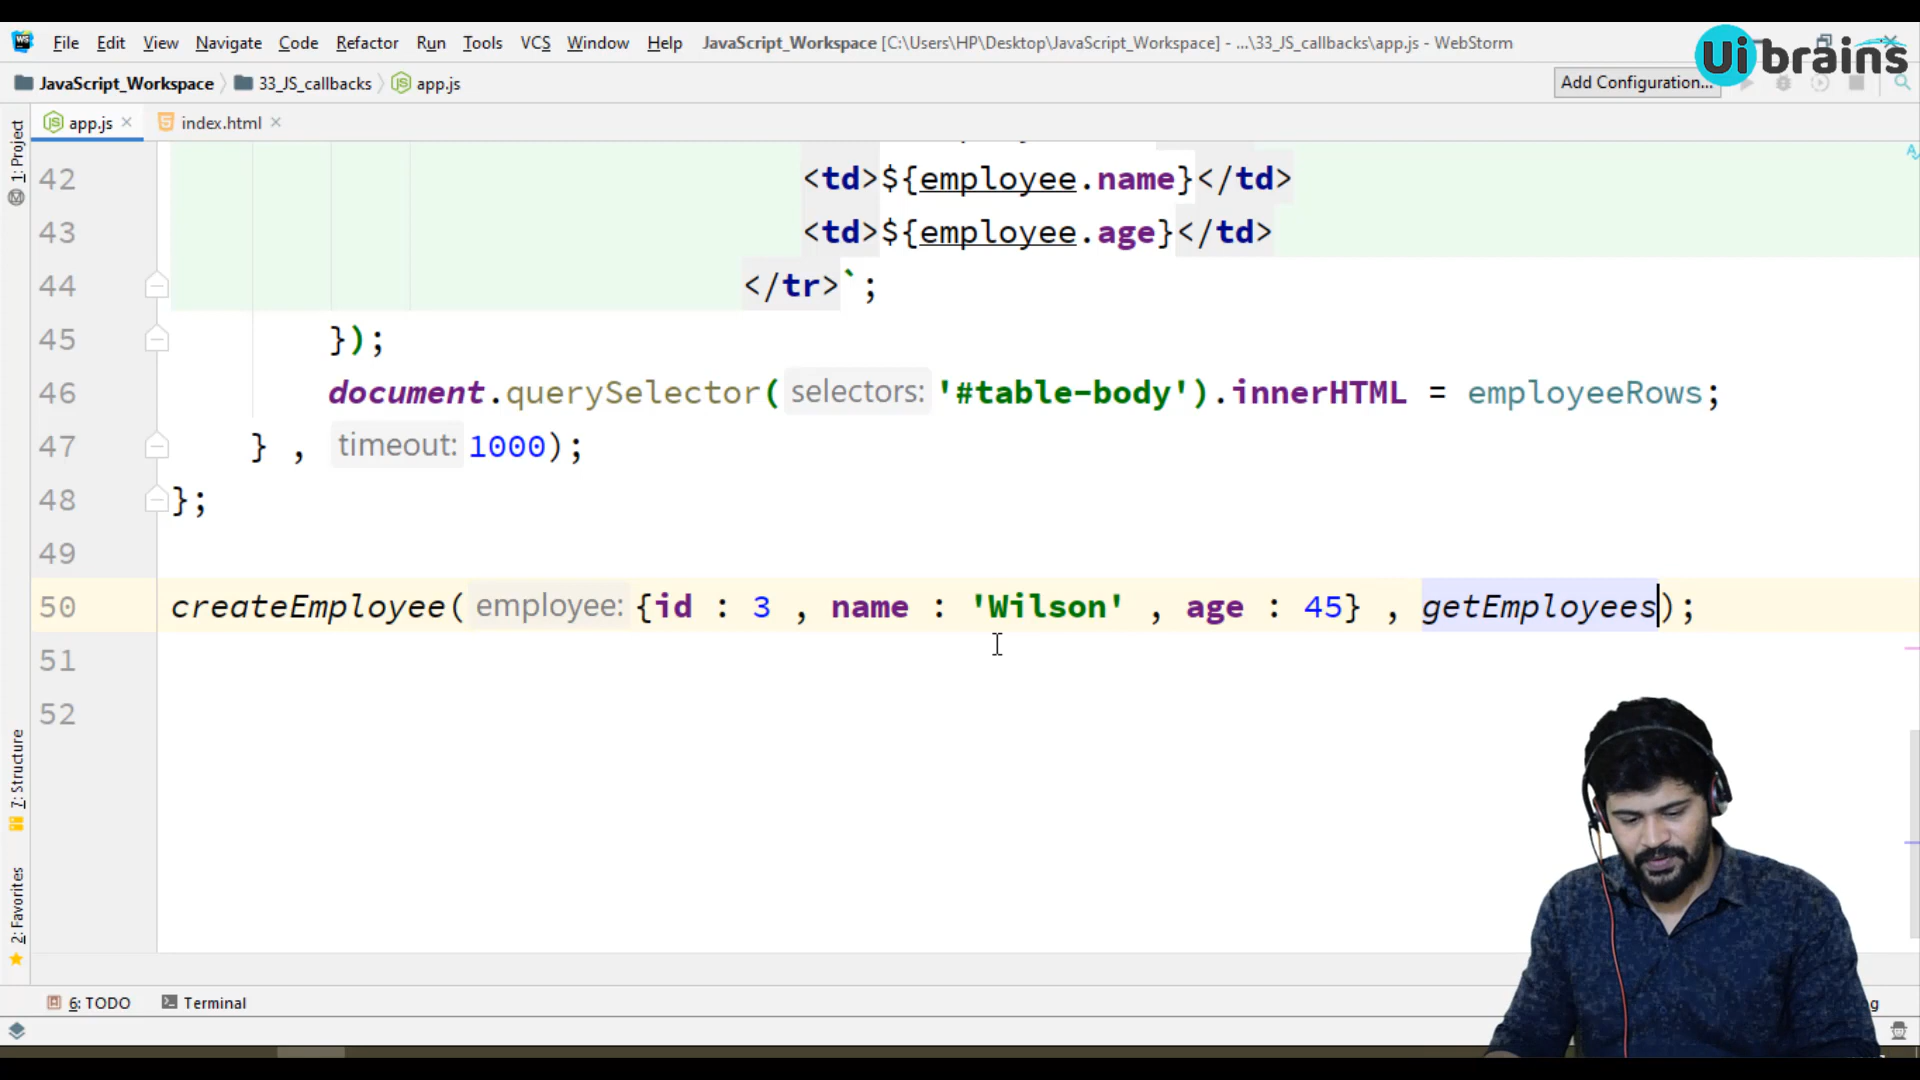 File Edit View Navigate Code Refactor Run Tools VCS Window Help JavaScript_Workspace [C:\Users\HP\Desktop\JavaScript_Workspace] - ...\33_JS_callbacks\app.js - WebStorm
Ui brains
JavaScript_Workspace 33_JS_callbacks app.js Add Configuration...
app.js index.html
1: Project
42 <td>${employee.name}</td>
43 <td>${employee.age}</td>
44 </tr>`;
45 });
46 document.querySelector( selectors: '#table-body').innerHTML = employeeRows;
47 } , timeout: 1000);
48 };
49
50 createEmployee( employee: {id : 3 , name : 'Wilson' , age : 45} , getEmployees);
51
52
7: Structure
2: Favorites
6: TODO Terminal